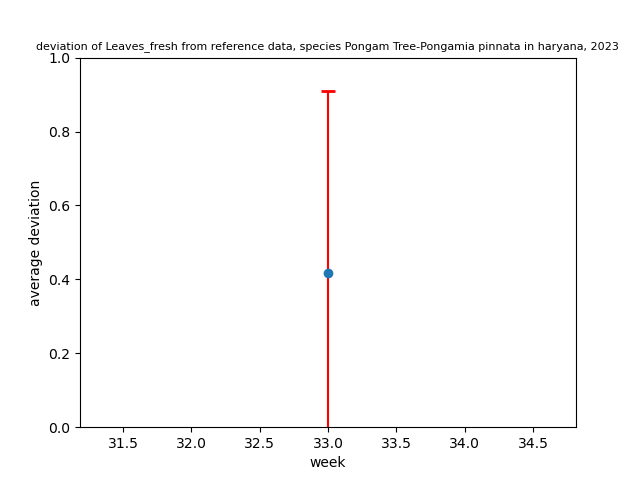 deviation of Leaves_fresh from reference data, species Pongam Tree-Pongamia pinnata in haryana, 2023
1.0
0.8
0.6
0.4
0.2
0.0
average deviation
31.5 32.0 32.5 33.0 33.5 34.0 34.5
week